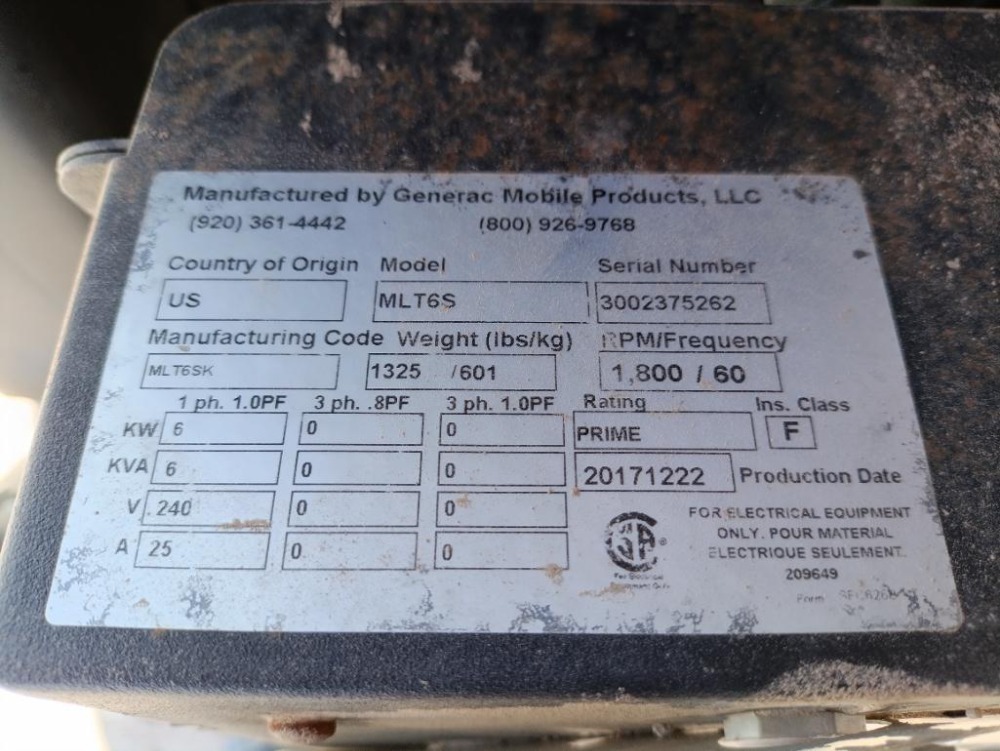 Manufactured by Generac Mobile Products, LLC
(920) 361-4442 (800) 926-9768
Country of Origin Model Serial Number
US MLT6S 3002375262
Manufacturing Code Weight (lbs/kg) RPM/Frequency
MLT6SK 1325 /601 1,800 / 60
1 ph. 1.0PF 3 ph. .8PF 3 ph. 1.0PF Rating Ins. Class
KW 6 0 0 PRIME F
KVA 6 0 0 20171222 Production Date
V 240 0 0
A 25 0 0
FOR ELECTRICAL EQUIPMENT
ONLY. POUR MATERIAL
ELECTRIQUE SEULEMENT.
209649